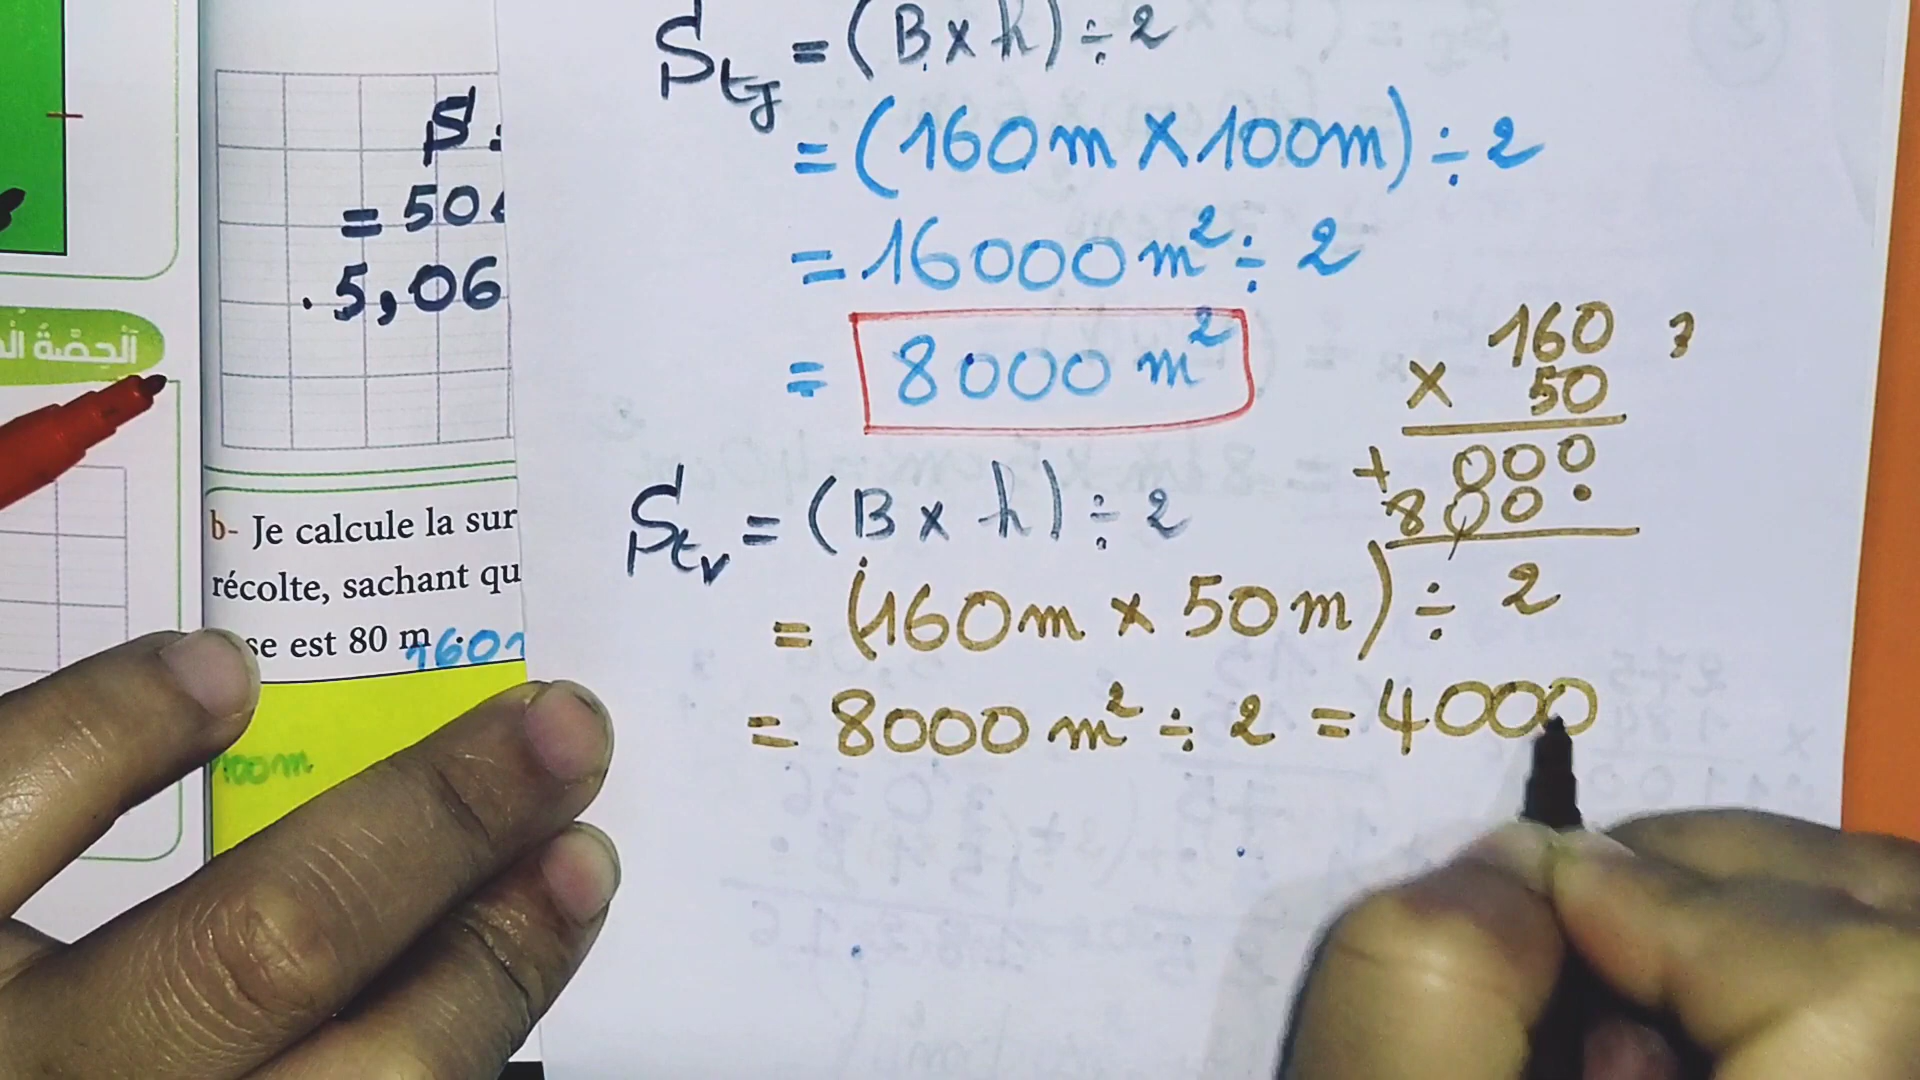 S
= 50
. 5,06
الحصة
b- Je calcule la sur
récolte, sachant qu
se est 80 m
160
100m
Stj = (B x h) ÷ 2
= (160m x 100m) ÷ 2
= 16000 m² ÷ 2
= 8000 m²
160
x 50
+ 000
800•
Stv = (B x h) ÷ 2
= (160m x 50m) ÷ 2
= 8000 m² ÷ 2 = 4000